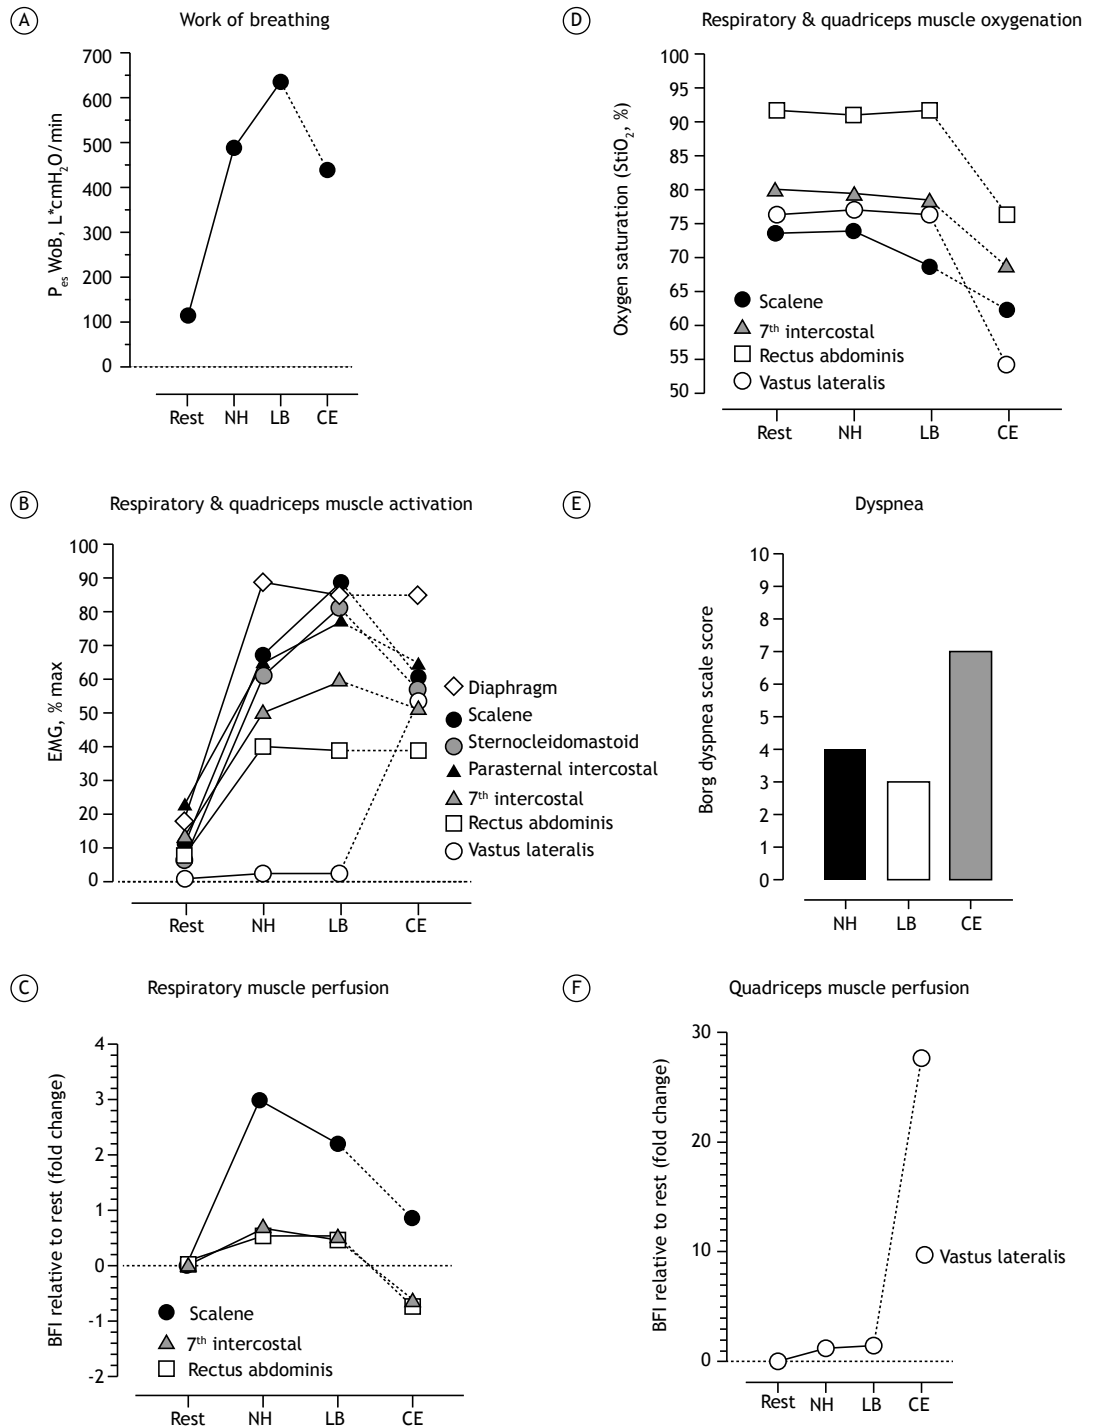 A
Work of breathing
P_es WoB, L*cmH₂O/min
700
600
500
400
300
200
100
0
Rest NH LB CE
B
Respiratory & quadriceps muscle activation
EMG, % max
100
90
80
70
60
50
40
30
20
10
0
Diaphragm
Scalene
Sternocleidomastoid
Parasternal intercostal
7th intercostal
Rectus abdominis
Vastus lateralis
Rest NH LB CE
C
Respiratory muscle perfusion
BFI relative to rest (fold change)
4
3
2
1
0
-1
-2
Scalene
7th intercostal
Rectus abdominis
Rest NH LB CE
D
Respiratory & quadriceps muscle oxygenation
Oxygen saturation (StiO₂, %)
100
95
90
85
80
75
70
65
60
55
50
Scalene
7th intercostal
Rectus abdominis
Vastus lateralis
Rest NH LB CE
E
Dyspnea
Borg dyspnea scale score
10
9
8
7
6
5
4
3
2
1
0
NH LB CE
F
Quadriceps muscle perfusion
BFI relative to rest (fold change)
30
20
10
0
Vastus lateralis
Rest NH LB CE